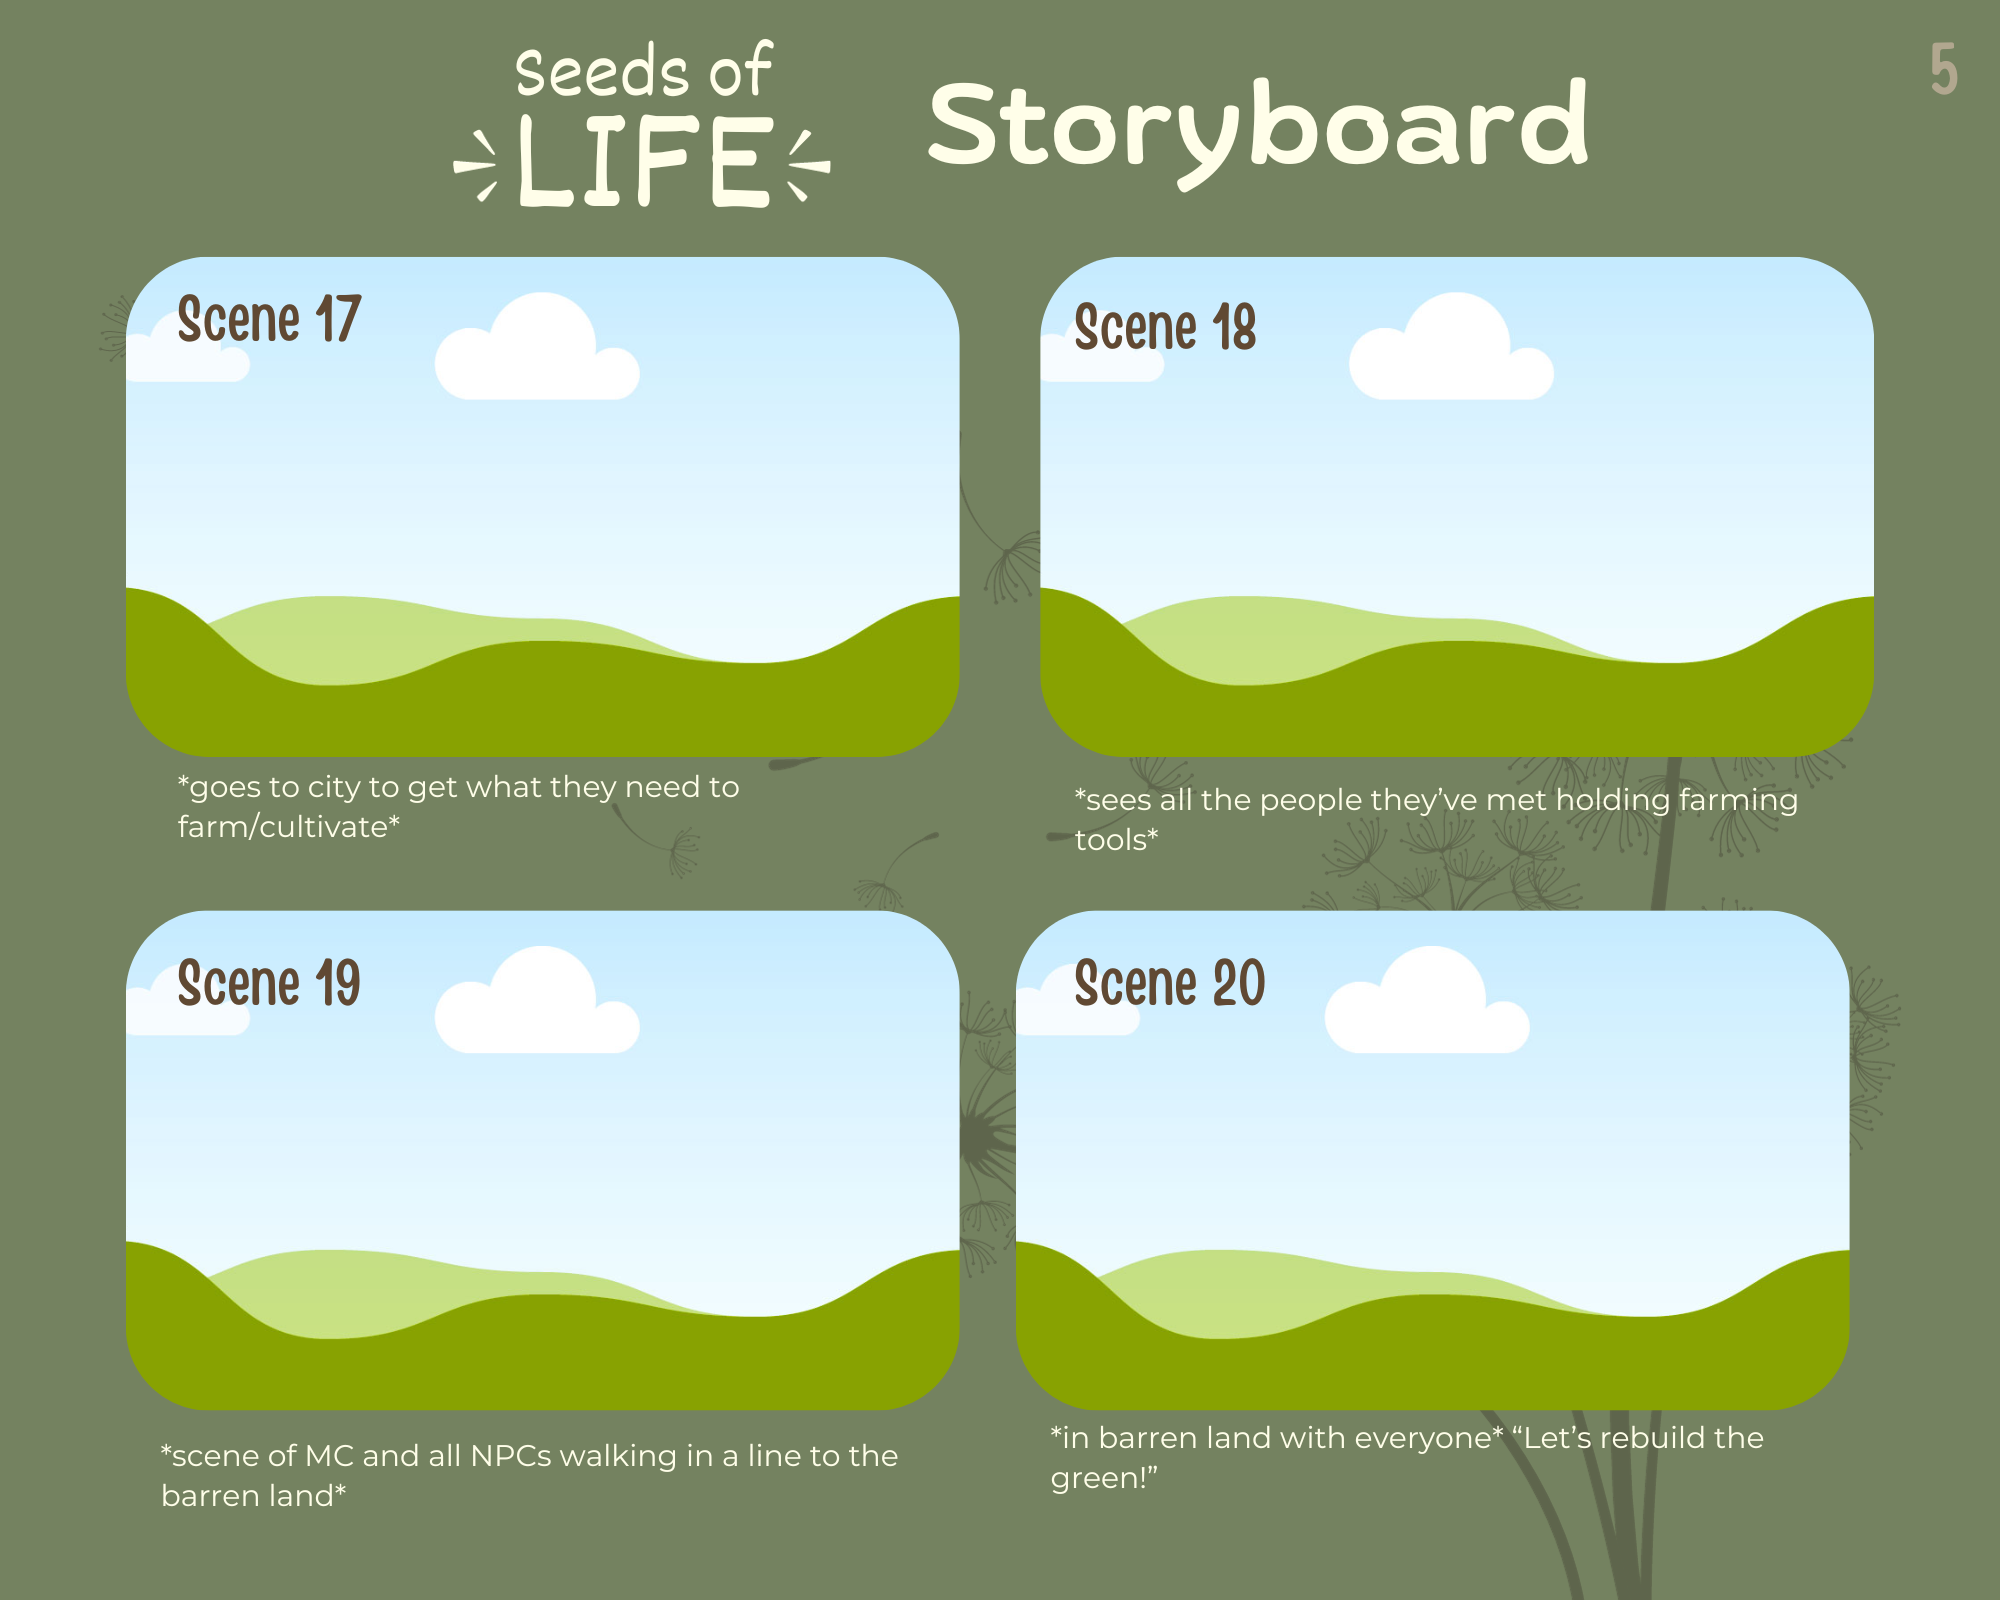 Seeds of
LIFE
Storyboard
5
Scene 17
Scene 18
*goes to city to get what they need to
farm/cultivate*
*sees all the people they’ve met holding farming
tools*
Scene 19
Scene 20
*scene of MC and all NPCs walking in a line to the
barren land*
*in barren land with everyone* “Let’s rebuild the
green!”